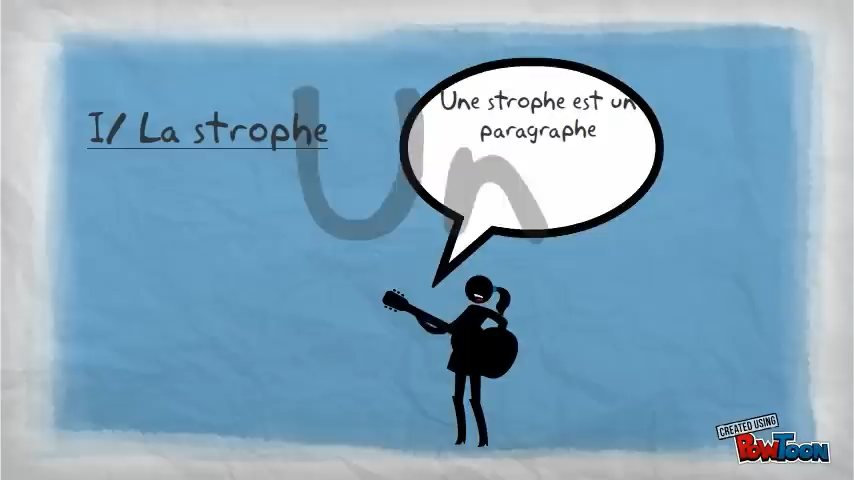 I/ La strophe
Une strophe est un
paragraphe
Un
CREATED USING
POWTOON